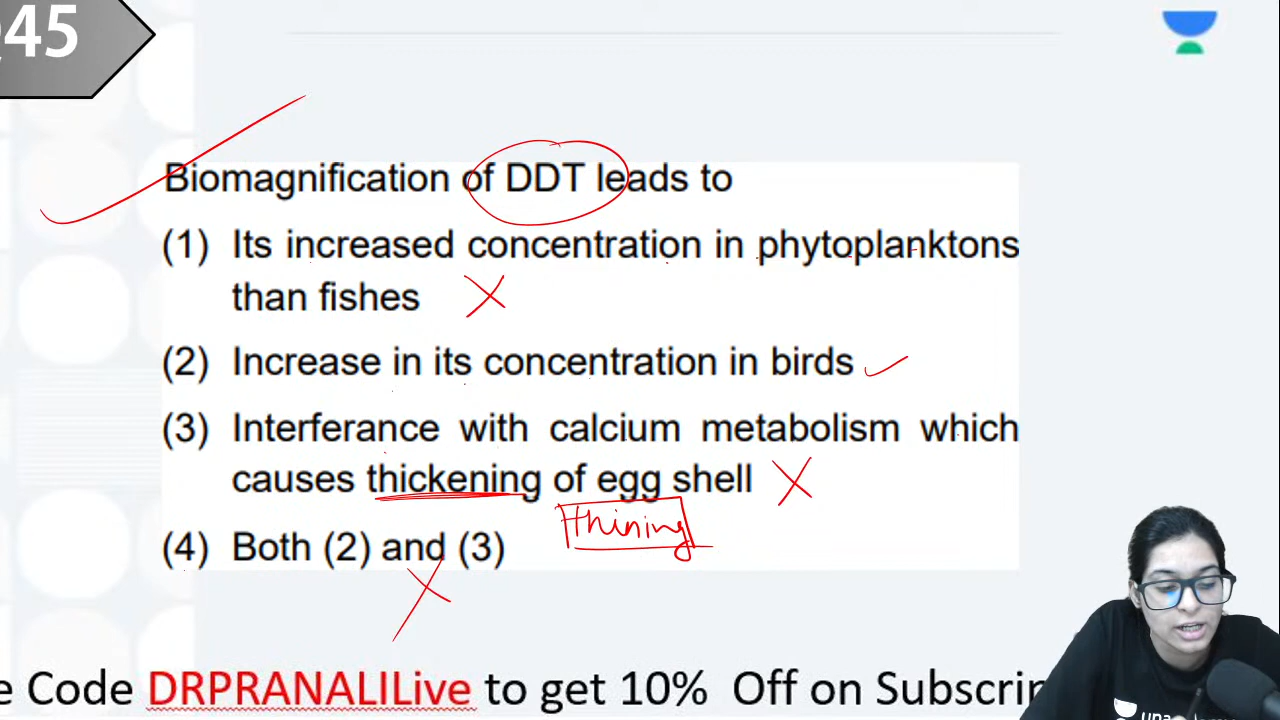 45
Biomagnification of DDT leads to
(1) Its increased concentration in phytoplanktons
than fishes
(2) Increase in its concentration in birds
(3) Interferance with calcium metabolism which
causes thickening of egg shell
thining
(4) Both (2) and (3)
e Code DRPRANALILive to get 10% Off on Subscrip
una